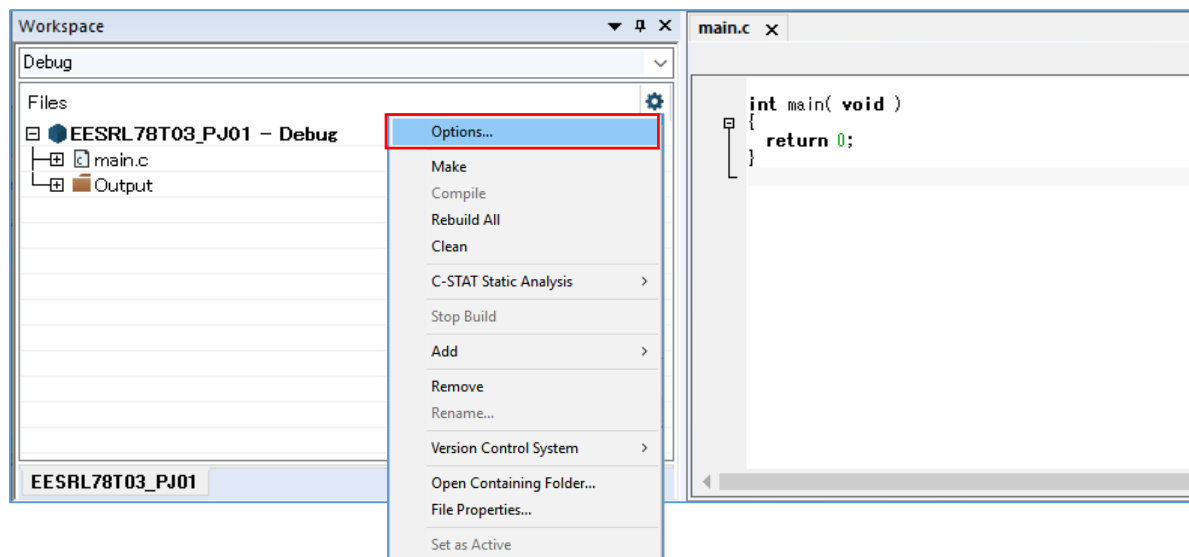 Workspace
Debug
Files
EESRL78T03_PJ01 - Debug
main.c
Output
EESRL78T03_PJ01
Options...
Make
Compile
Rebuild All
Clean
C-STAT Static Analysis
Stop Build
Add
Remove
Rename...
Version Control System
Open Containing Folder...
File Properties...
Set as Active
main.c
int main( void )
{
return 0;
}